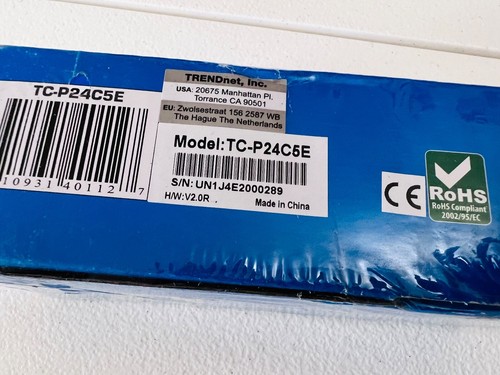 TRENDnet, Inc.
USA: 20675 Manhattan Pl.
Torrance CA 90501
EU: Zwolsestraat 156 2587 WB
The Hague The Netherlands
TC-P24C5E
10931 40112 7
Model: TC-P24C5E
S/N: UN1J4E2000289
H/W: V2.0R
Made in China
CE
RoHS
RoHS Compliant
2002/95/EC